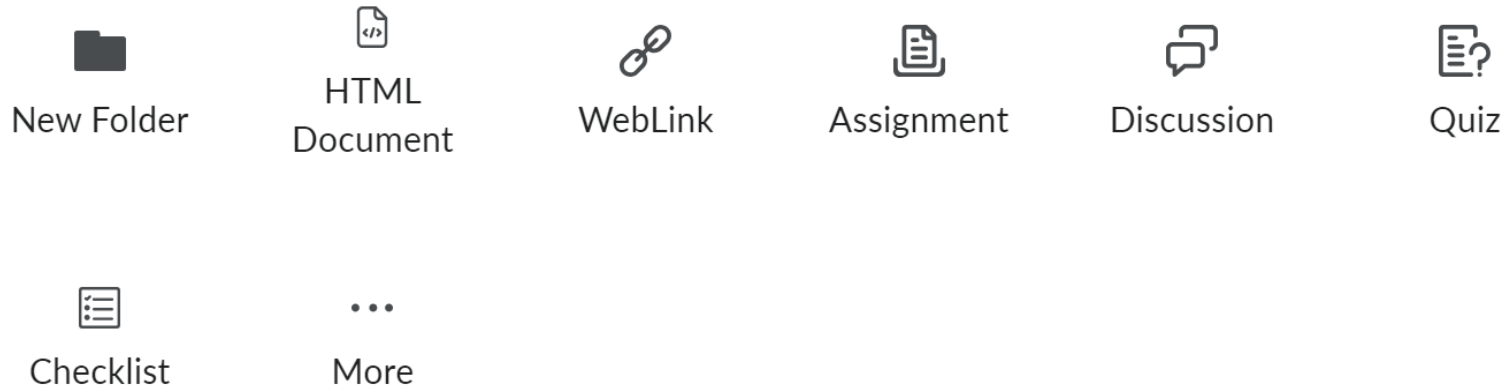 New Folder
HTML
Document
WebLink
Assignment
Discussion
Quiz
Checklist
More